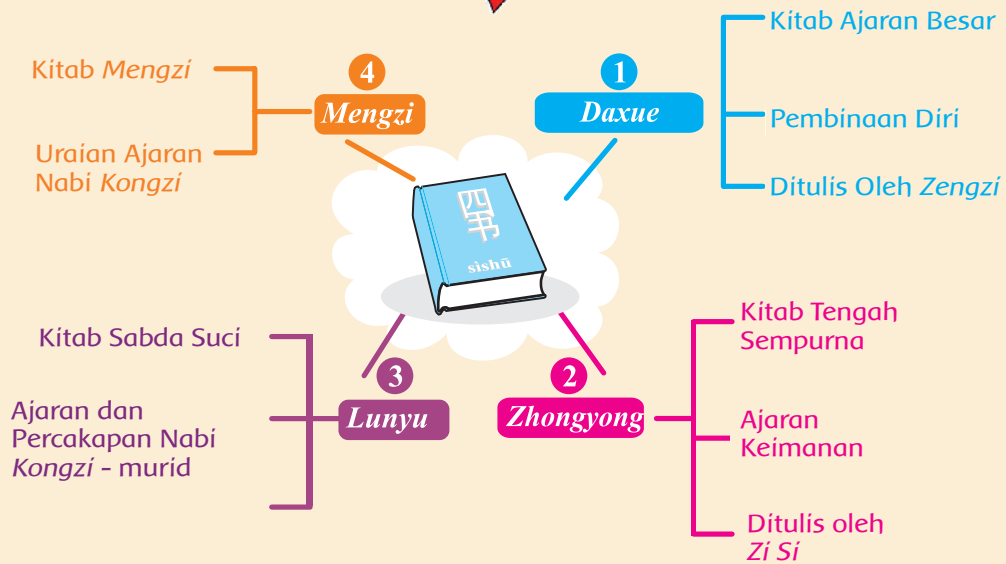 1
Daxue
Kitab Ajaran Besar
Pembinaan Diri
Ditulis Oleh Zengzi
2
Zhongyong
Kitab Tengah
Sempurna
Ajaran
Keimanan
Ditulis oleh
Zi Si
3
Lunyu
Kitab Sabda Suci
Ajaran dan
Percakapan Nabi
Kongzi - murid
4
Mengzi
Kitab Mengzi
Uraian Ajaran
Nabi Kongzi
四
书
sìshū